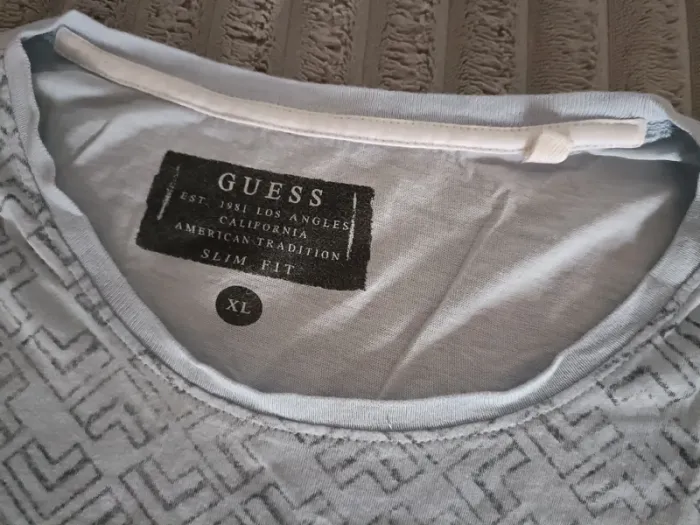 GUESS
EST. 1981 LOS ANGLES
CALIFORNIA
AMERICAN TRADITION
SLIM FIT
XL